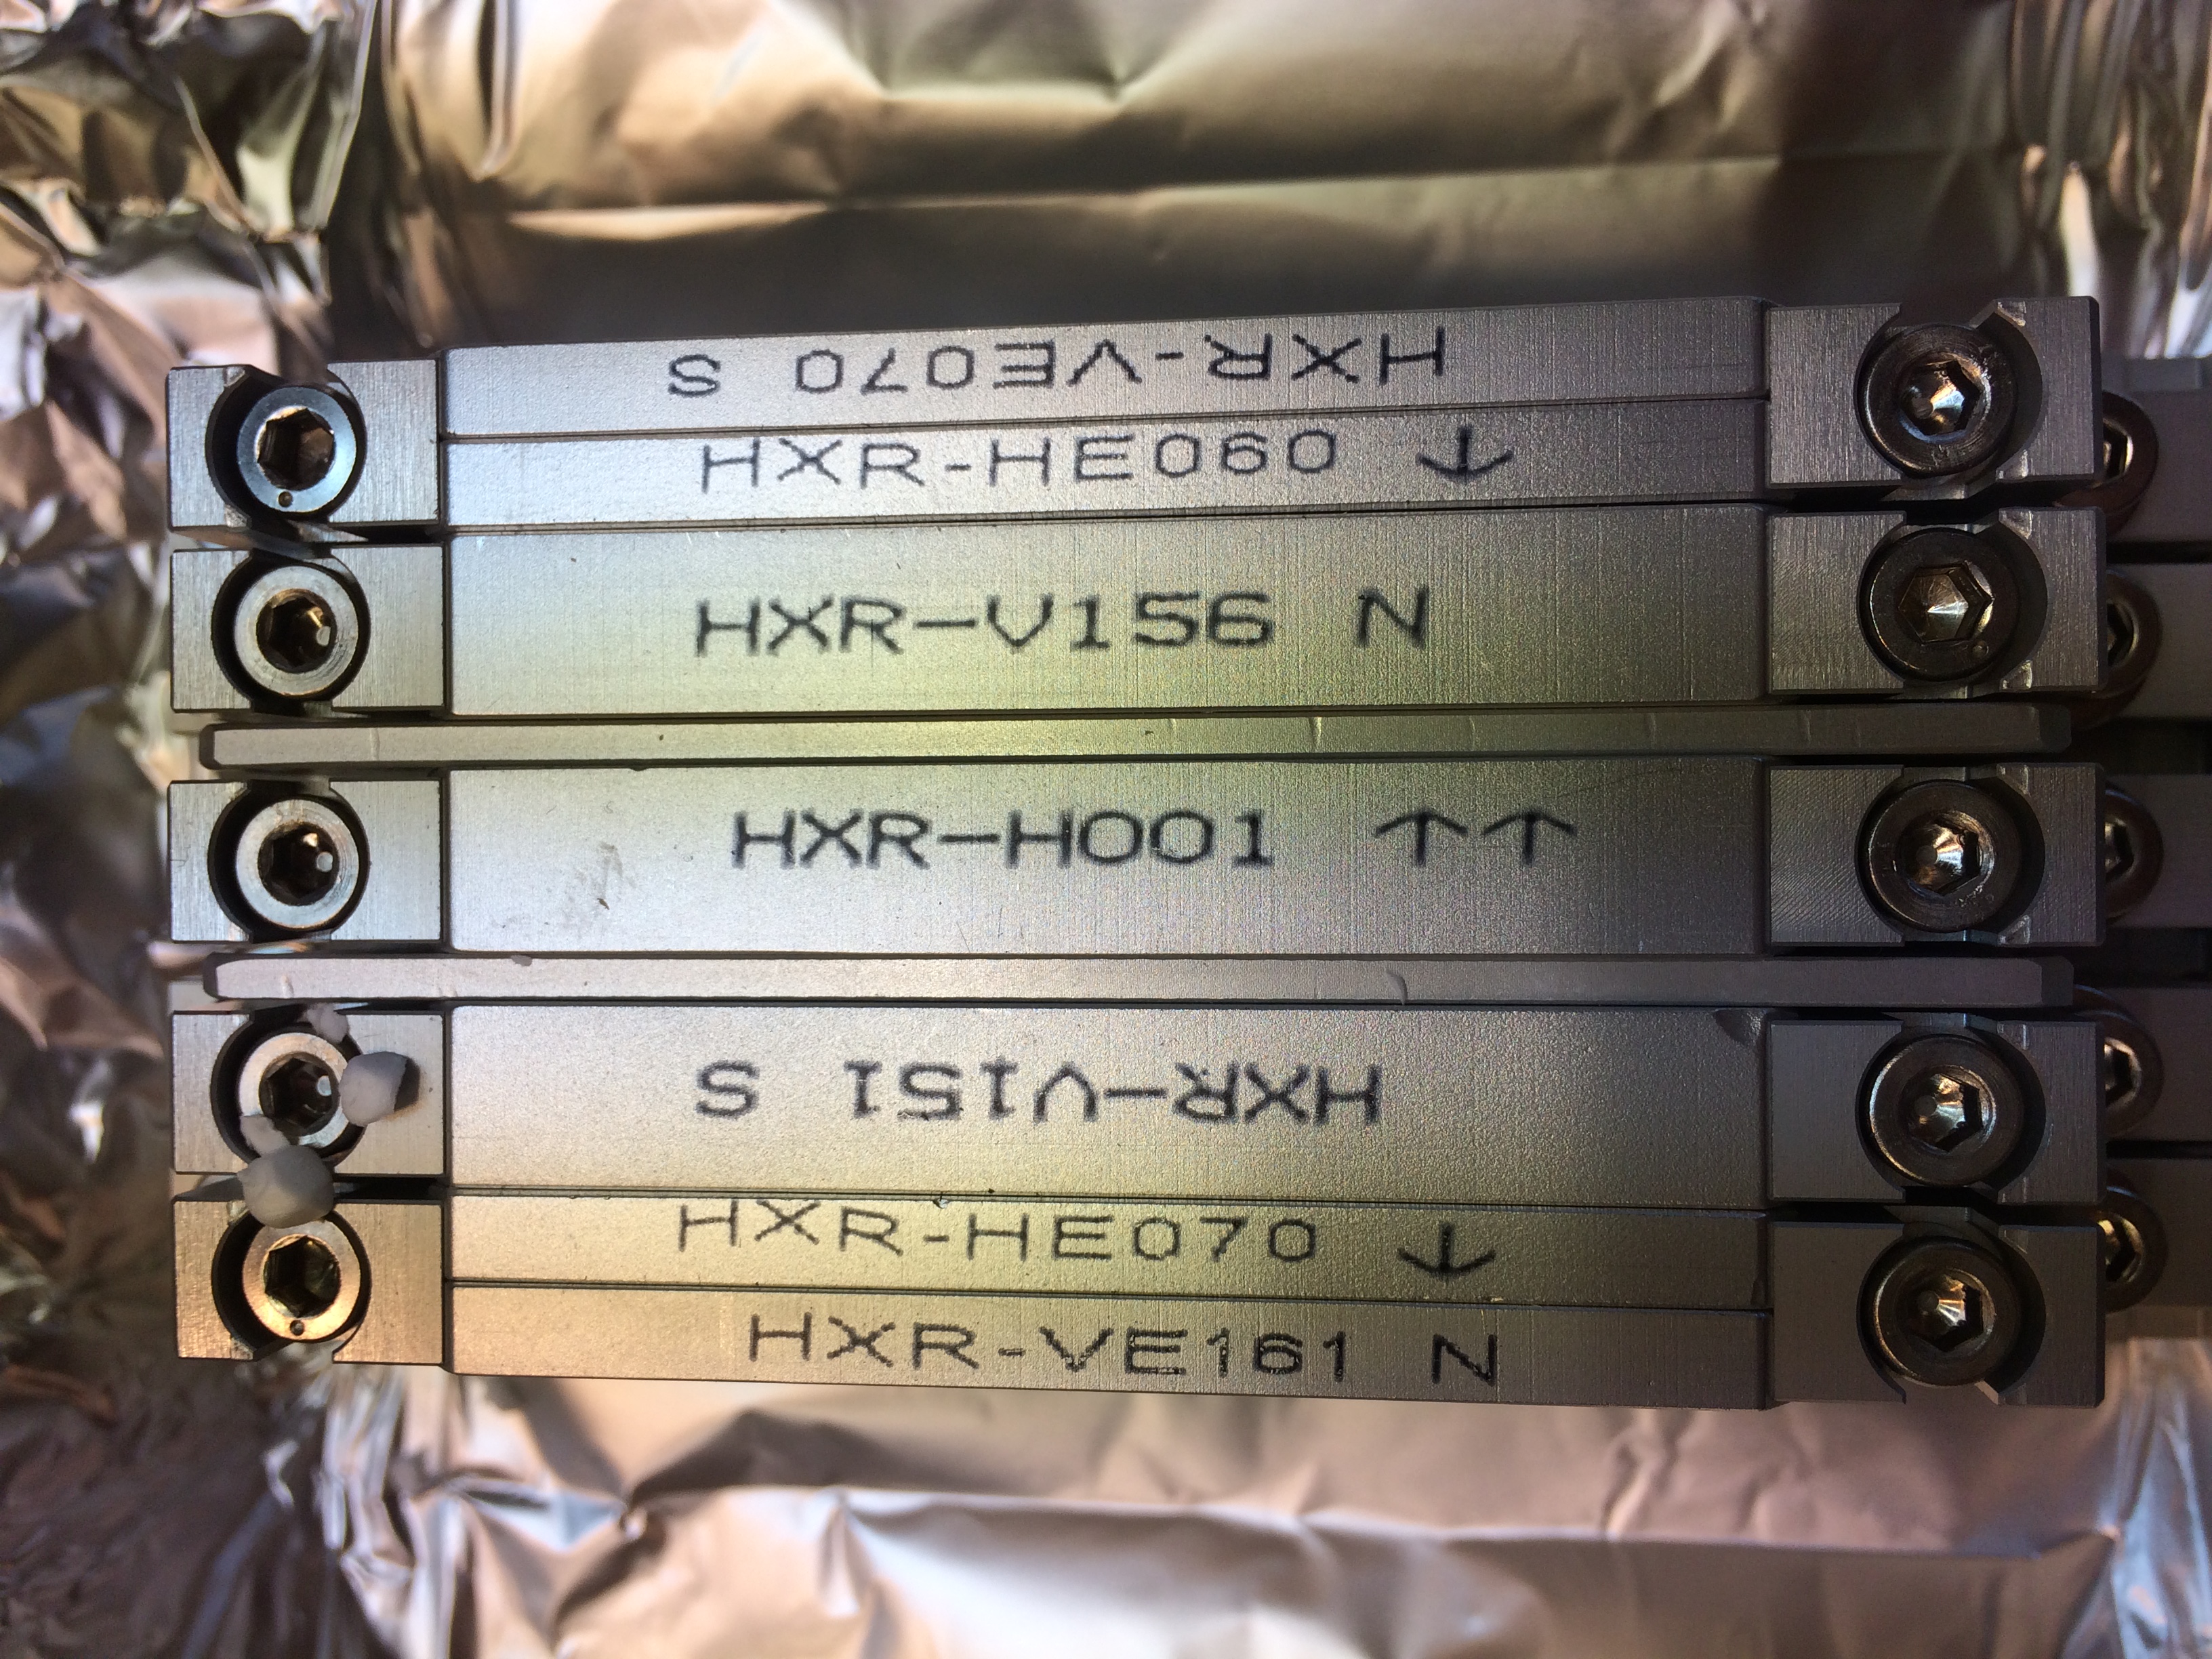 HXR-VE070 S
HXR-HE060 ↓
HXR-V156 N
HXR-H001 ↑↑
HXR-V151 S
HXR-HE070 ↓
HXR-VE161 N